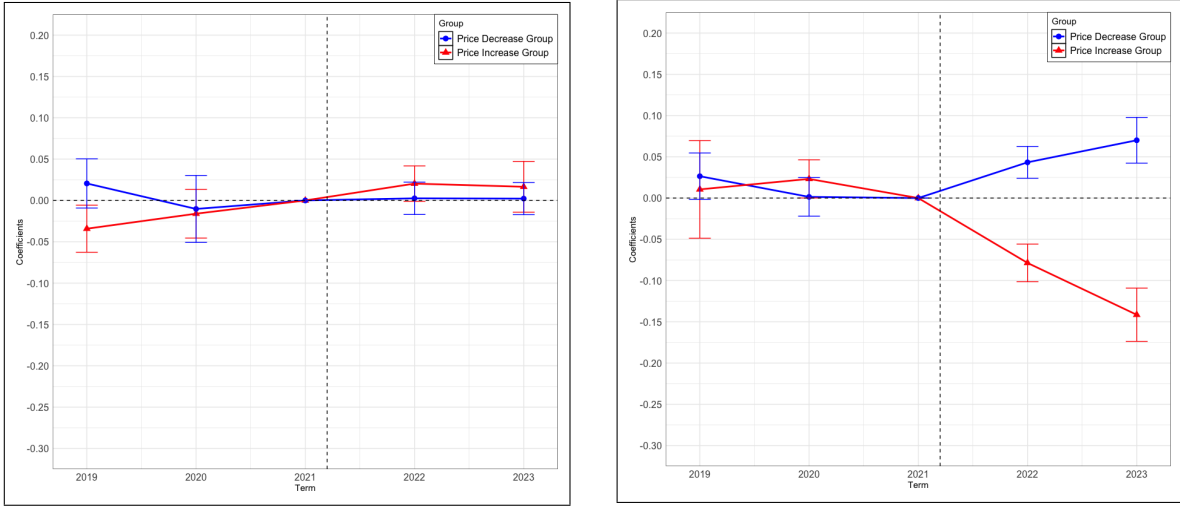 Group
Price Decrease Group
Price Increase Group
0.20
0.15
0.10
0.05
0.00
-0.05
-0.10
-0.15
-0.20
-0.25
-0.30
Coefficients
2019 2020 2021 2022 2023
Term
Group
Price Decrease Group
Price Increase Group
0.20
0.15
0.10
0.05
0.00
-0.05
-0.10
-0.15
-0.20
-0.25
-0.30
Coefficients
2019 2020 2021 2022 2023
Term